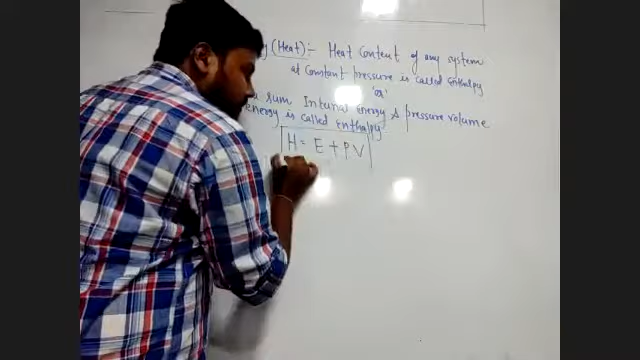 (Heat):- Heat Content of any system
at Constant pressure is called Enthalpy
or
sum Intunal Energy & pressure volume
energy is called Enthalpy
H = E + PV